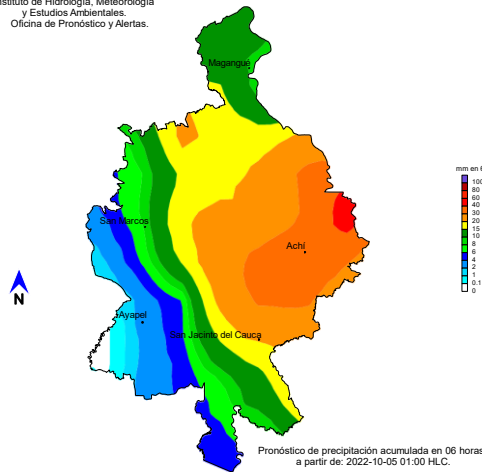 nstituto de Hidrología, Meteorología
y Estudios Ambientales.
Oficina de Pronóstico y Alertas.
Magangué
San Marcos
Achí
Ayapel
San Jacinto del Cauca
N
mm en 6
100
80
60
40
30
20
15
10
8
6
4
2
1
0.1
0
Pronóstico de precipitación acumulada en 06 horas
a partir de: 2022-10-05 01:00 HLC.